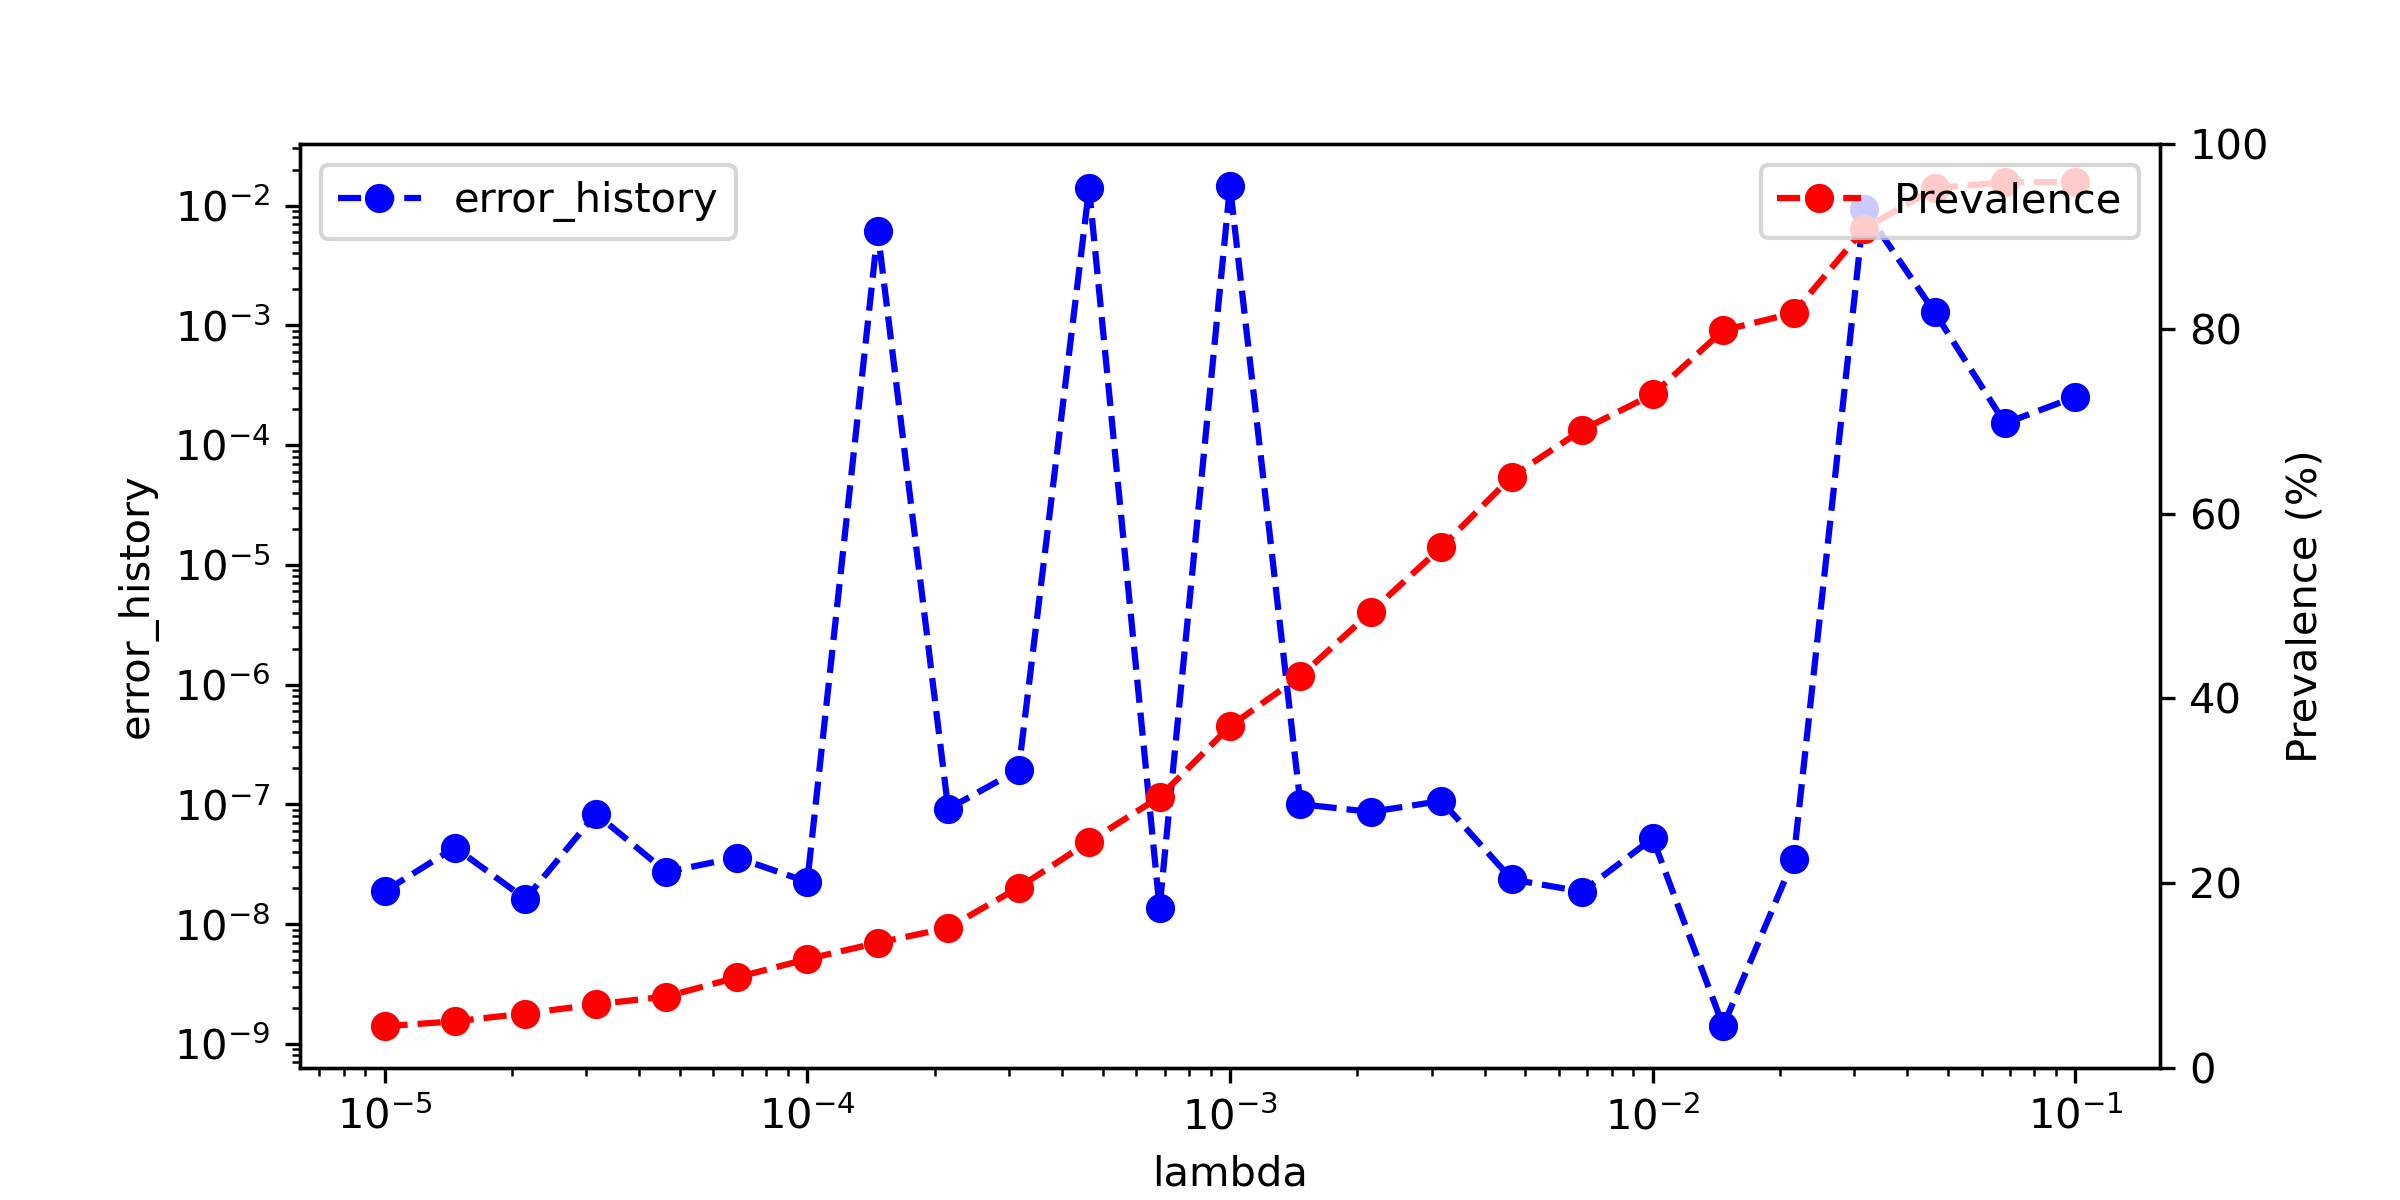 error_history
Prevalence
10⁻²
10⁻³
10⁻⁴
10⁻⁵
10⁻⁶
10⁻⁷
10⁻⁸
10⁻⁹
error_history
100
80
60
40
20
0
Prevalence (%)
10⁻⁵ 10⁻⁴ 10⁻³ 10⁻² 10⁻¹
lambda